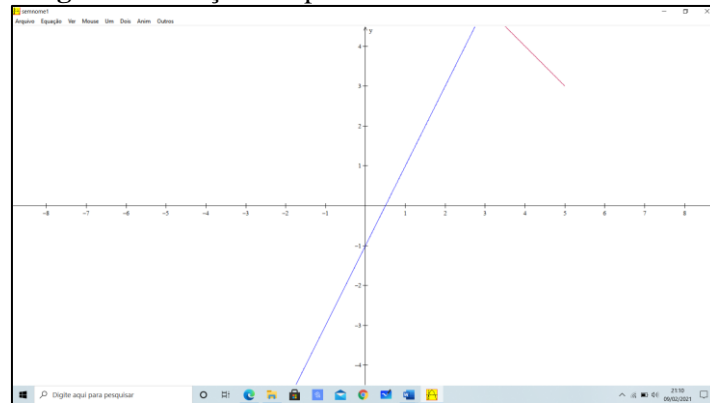 semnome1
Arquivo Equação Ver Mouse Um Dois Anim Outros
y
4
3
2
1
-8 -7 -6 -5 -4 -3 -2 -1 1 2 3 4 5 6 7 8
-1
-2
-3
-4
Digite aqui para pesquisar
21:10
09/02/2021